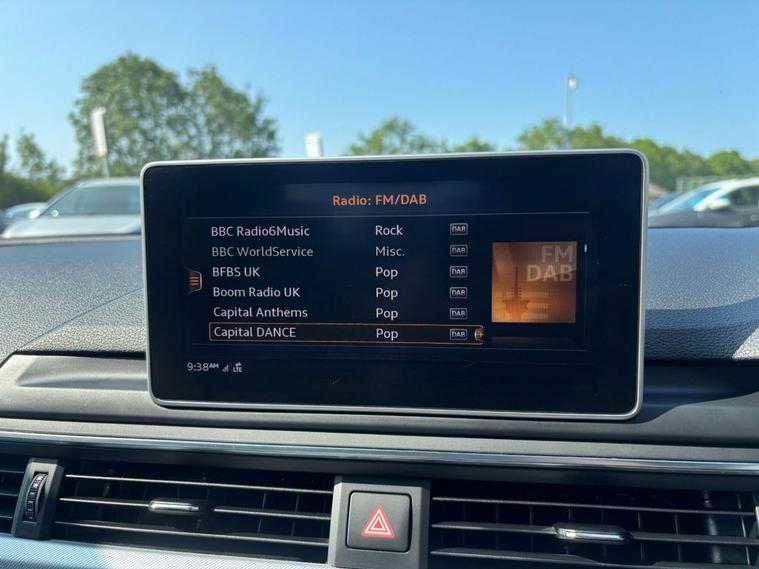 Radio: FM/DAB
BBC Radio6Music Rock DAB
BBC WorldService Misc. DAB
BFBS UK Pop DAB
Boom Radio UK Pop DAB
Capital Anthems Pop DAB
Capital DANCE Pop DAB
FM
DAB
9:38AM LTE